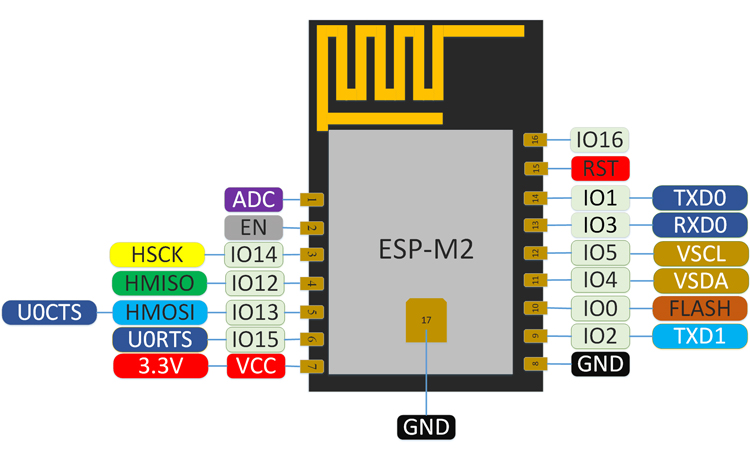 16 IO16
15 RST
14 IO1 TXD0
ADC 1
13 IO3 RXD0
EN 2
HSCK IO14 3
ESP-M2
12 IO5 VSCL
HMISO IO12 4
11 IO4 VSDA
U0CTS HMOSI IO13 5
17
10 IO0 FLASH
U0RTS IO15 6
9 IO2 TXD1
3.3V VCC 7
8 GND
GND